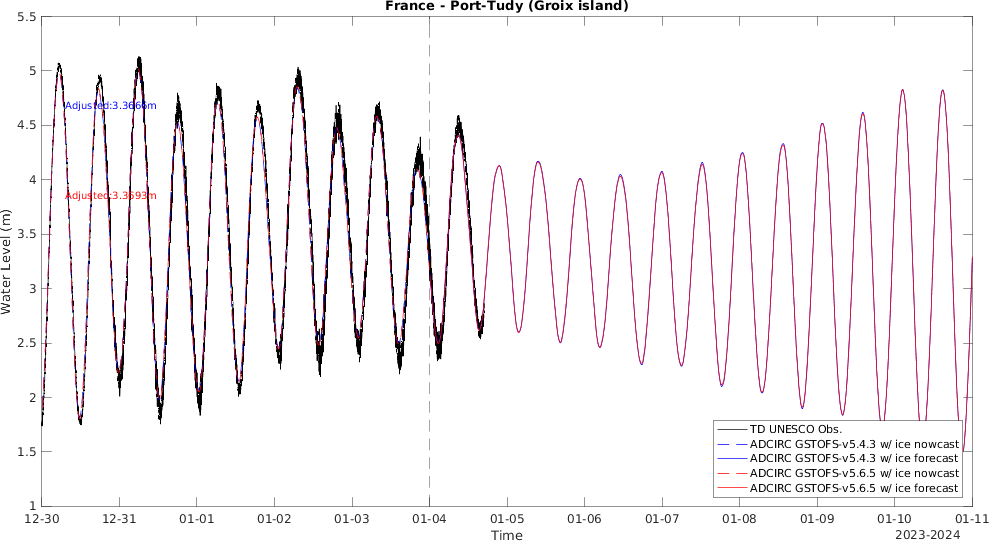 France - Port-Tudy (Groix island)
5.5
5
4.5
4
3.5
3
2.5
2
1.5
1
Water Level (m)
Adjusted:3.3666m
Adjusted:3.3693m
TD UNESCO Obs.
ADCIRC GSTOFS-v5.4.3 w/ ice nowcast
ADCIRC GSTOFS-v5.4.3 w/ ice forecast
ADCIRC GSTOFS-v5.6.5 w/ ice nowcast
ADCIRC GSTOFS-v5.6.5 w/ ice forecast
12-30 12-31 01-01 01-02 01-03 01-04 01-05 01-06 01-07 01-08 01-09 01-10 01-11
Time
2023-2024